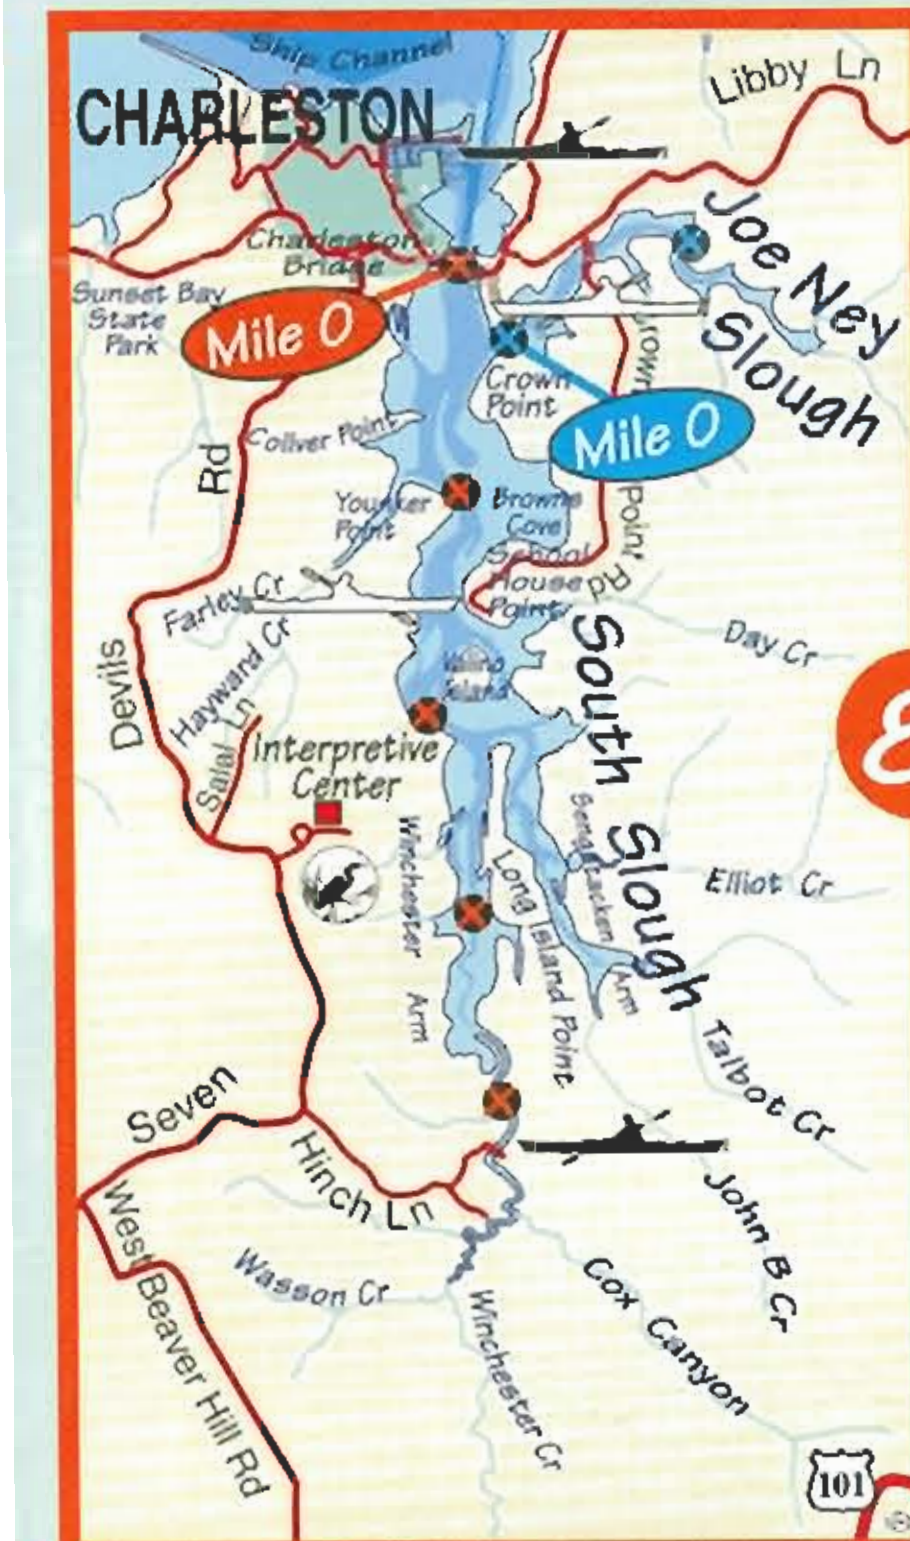 Ship Channel
CHARLESTON
Libby Ln
Joe Ney
Slough
Charleston
Bridge
Sunset Bay
State
Park
Mile 0
Crown
Point
Mile 0
Collver Point
Rd
Younker
Point
Browns
Cove
Crown Point Rd
School
House
Point
Farley Cr
Hayward Cr
Day Cr
Devils
Valino
Island
South Slough
Salal Ln
Interpretive
Center
Winchester Arm
Long Island Point
Sengstacken Arm
Elliot Cr
Talbot Cr
Seven
Hinch Ln
John B Cr
West Beaver Hill Rd
Wasson Cr
Cox Canyon
Winchester Cr
101